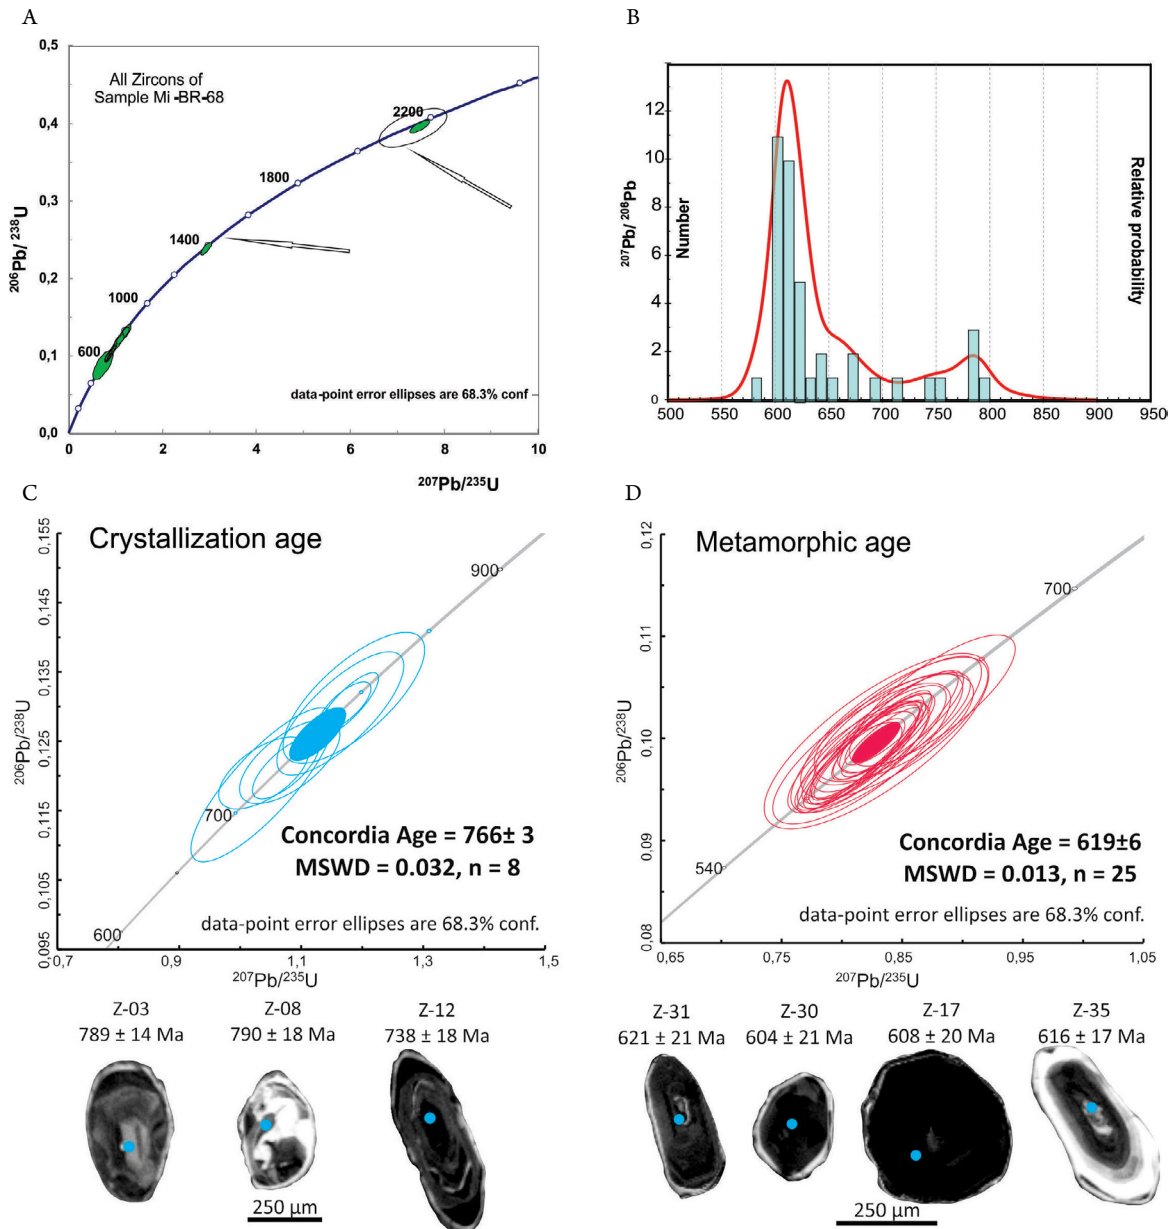 A
B
All Zircons of
Sample Mi -BR-68
206Pb/ 238U
0,5
0,4
0,3
0,2
0,1
0,0
2200
1800
1400
1000
600
data-point error ellipses are 68.3% conf
0 2 4 6 8 10
207Pb/235U
207Pb/ 206Pb
Number
Relative probability
12
10
8
6
4
2
0
500 550 600 650 700 750 800 850 900 950
C
D
Crystallization age
206Pb/238U
0,155
0,145
0,135
0,125
0,115
0,105
0,095
900
700
600
Concordia Age = 766± 3
MSWD = 0.032, n = 8
data-point error ellipses are 68.3% conf.
0,7 0,9 1,1 1,3 1,5
207Pb/235U
Metamorphic age
206Pb/238U
0,12
0,11
0,10
0,09
0,08
700
540
Concordia Age = 619±6
MSWD = 0.013, n = 25
data-point error ellipses are 68.3% conf.
0,65 0,75 0,85 0,95 1,05
207Pb/235U
Z-03
789 ± 14 Ma
Z-08
790 ± 18 Ma
Z-12
738 ± 18 Ma
250 µm
Z-31
621 ± 21 Ma
Z-30
604 ± 21 Ma
Z-17
608 ± 20 Ma
Z-35
616 ± 17 Ma
250 µm